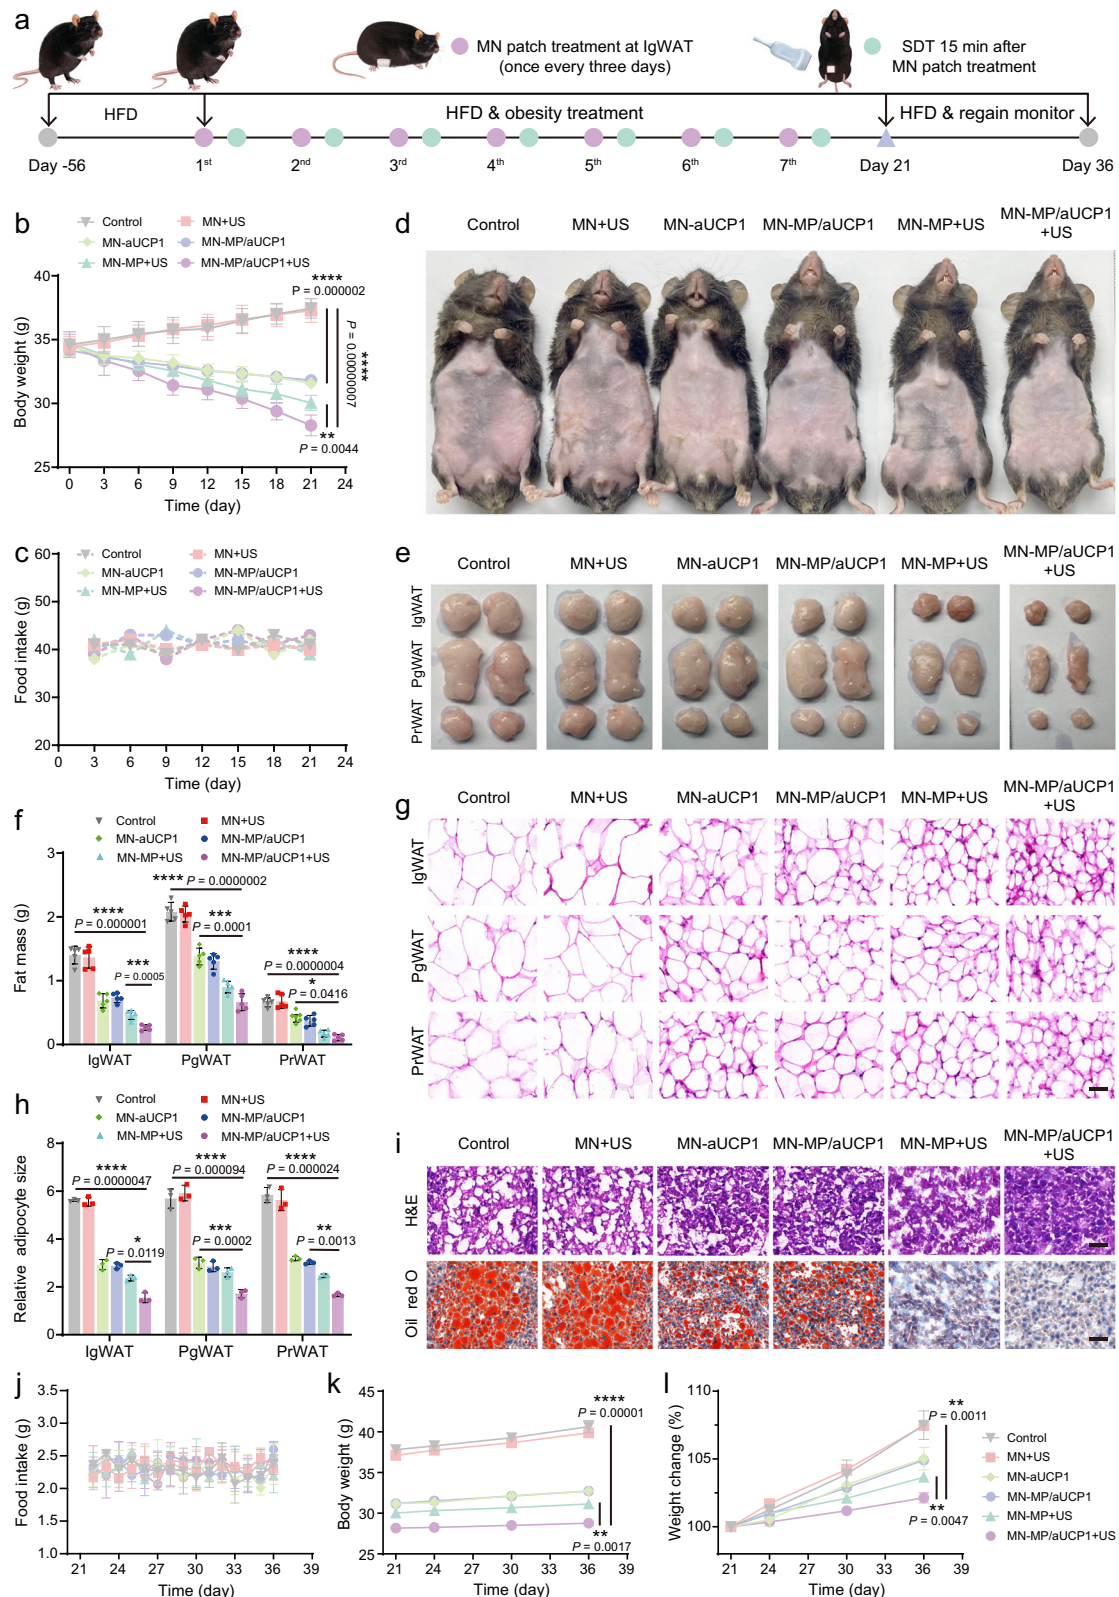 a
MN patch treatment at IgWAT
(once every three days)
SDT 15 min after
MN patch treatment
HFD
HFD & obesity treatment
HFD & regain monitor
Day -56
1st
2nd
3rd
4th
5th
6th
7th
Day 21
Day 36
b
Control
MN+US
MN-aUCP1
MN-MP/aUCP1
MN-MP+US
MN-MP/aUCP1+US
Body weight (g)
40
35
30
25
0 3 6 9 12 15 18 21 24
Time (day)
****
P = 0.000002
P = 0.00000007
****
**
P = 0.0044
d
Control
MN+US
MN-aUCP1
MN-MP/aUCP1
MN-MP+US
MN-MP/aUCP1
+US
c
Control
MN+US
MN-aUCP1
MN-MP/aUCP1
MN-MP+US
MN-MP/aUCP1+US
Food intake (g)
60
50
40
30
20
0 3 6 9 12 15 18 21 24
Time (day)
e
Control
MN+US
MN-aUCP1
MN-MP/aUCP1
MN-MP+US
MN-MP/aUCP1
+US
IgWAT
PgWAT
PrWAT
f
Control
MN+US
MN-aUCP1
MN-MP/aUCP1
MN-MP+US
MN-MP/aUCP1+US
Fat mass (g)
3
2
1
0
****
P = 0.000001
***
P = 0.0005
****
P = 0.0000002
***
P = 0.0001
****
P = 0.0000004
*
P = 0.0416
IgWAT PgWAT PrWAT
g
Control
MN+US
MN-aUCP1
MN-MP/aUCP1
MN-MP+US
MN-MP/aUCP1
+US
IgWAT
PgWAT
PrWAT
h
Control
MN+US
MN-aUCP1
MN-MP/aUCP1
MN-MP+US
MN-MP/aUCP1+US
Relative adipocyte size
8
6
4
2
0
****
P = 0.0000047
*
P = 0.0119
****
P = 0.000094
***
P = 0.0002
****
P = 0.000024
**
P = 0.0013
IgWAT PgWAT PrWAT
i
Control
MN+US
MN-aUCP1
MN-MP/aUCP1
MN-MP+US
MN-MP/aUCP1
+US
H&E
Oil red O
j
Food intake (g)
3.5
3.0
2.5
2.0
1.5
1.0
21 24 27 30 33 36 39
Time (day)
k
Body weight (g)
45
40
35
30
25
21 24 27 30 33 36 39
Time (day)
****
P = 0.00001
**
P = 0.0017
l
Weight change (%)
110
105
100
21 24 27 30 33 36 39
Time (day)
**
P = 0.0011
**
P = 0.0047
Control
MN+US
MN-aUCP1
MN-MP/aUCP1
MN-MP+US
MN-MP/aUCP1+US